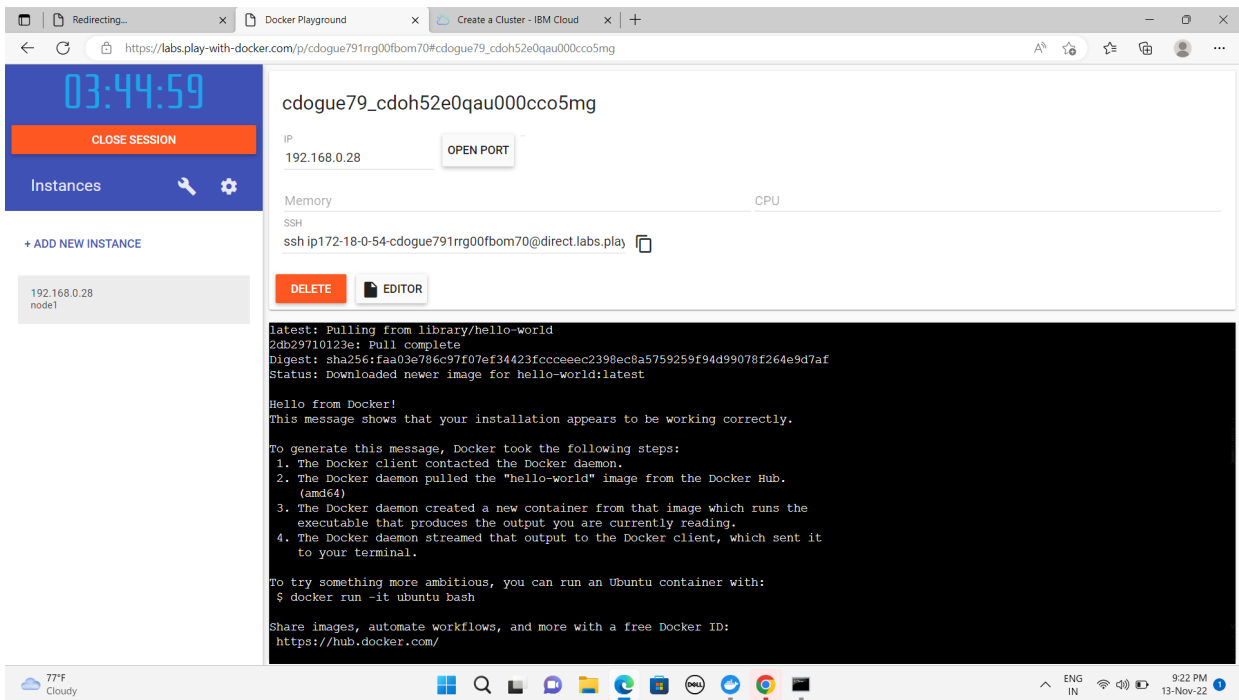 Redirecting...
Docker Playground
Create a Cluster - IBM Cloud
https://labs.play-with-docker.com/p/cdogue791rrg00fbom70#cdogue79_cdoh52e0qau000cco5mg
03:44:59
CLOSE SESSION
Instances
+ ADD NEW INSTANCE
192.168.0.28
node1
cdogue79_cdoh52e0qau000cco5mg
IP
192.168.0.28
OPEN PORT
Memory
CPU
SSH
ssh ip172-18-0-54-cdogue791rrg00fbom70@direct.labs.play
DELETE
EDITOR
latest: Pulling from library/hello-world
2db29710123e: Pull complete
Digest: sha256:faa03e786c97f07ef34423fccceeec2398ec8a5759259f94d99078f264e9d7af
Status: Downloaded newer image for hello-world:latest
Hello from Docker!
This message shows that your installation appears to be working correctly.
To generate this message, Docker took the following steps:
1. The Docker client contacted the Docker daemon.
2. The Docker daemon pulled the "hello-world" image from the Docker Hub.
(amd64)
3. The Docker daemon created a new container from that image which runs the
executable that produces the output you are currently reading.
4. The Docker daemon streamed that output to the Docker client, which sent it
to your terminal.
To try something more ambitious, you can run an Ubuntu container with:
$ docker run -it ubuntu bash
Share images, automate workflows, and more with a free Docker ID:
https://hub.docker.com/
77°F
Cloudy
DELL
ENG
IN
9:22 PM
13-Nov-22
1